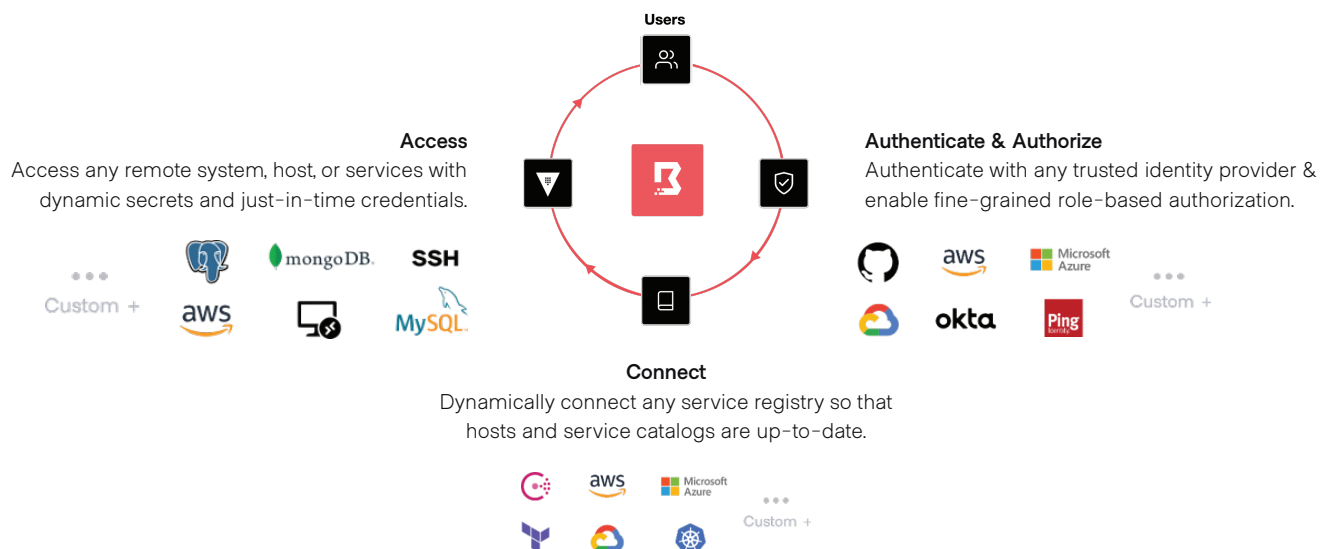 Users
Access
Access any remote system, host, or services with
dynamic secrets and just-in-time credentials.
Authenticate & Authorize
Authenticate with any trusted identity provider &
enable fine-grained role-based authorization.
mongoDB.
SSH
Custom +
aws
MySQL
aws
Microsoft
Azure
Custom +
okta
Ping
Identity
Connect
Dynamically connect any service registry so that
hosts and service catalogs are up-to-date.
aws
Microsoft
Azure
Custom +